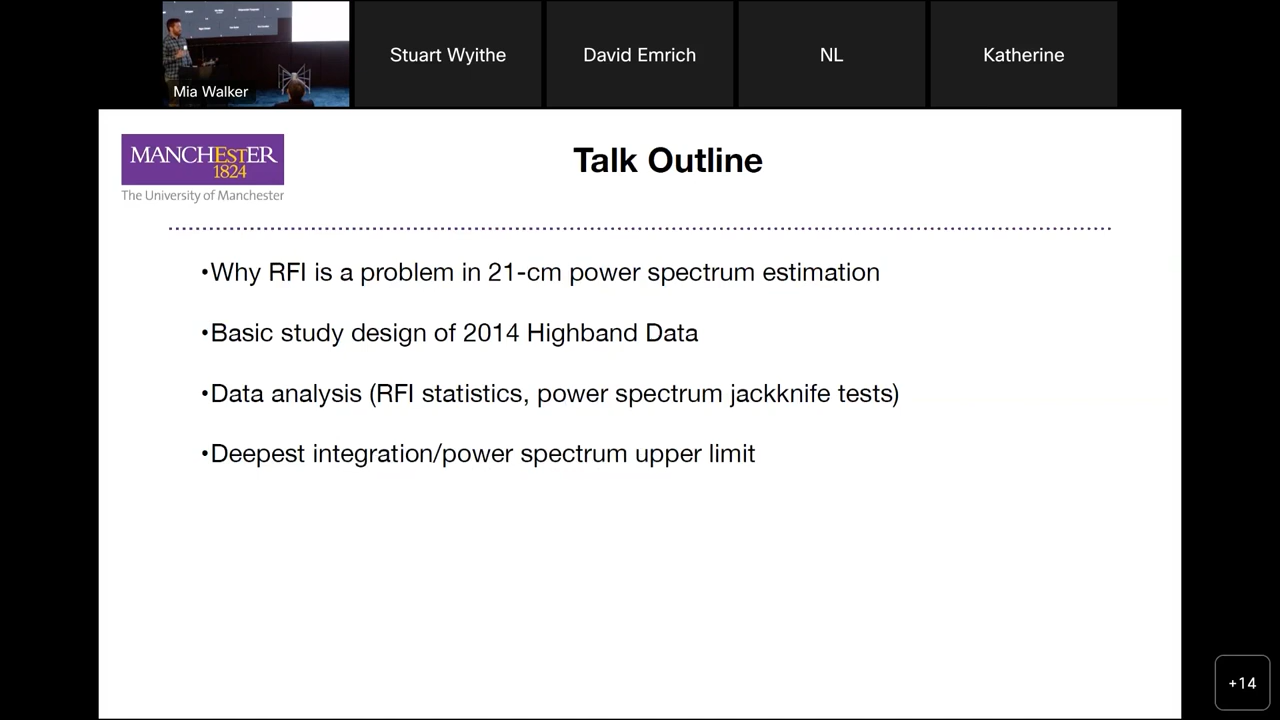 Mia Walker
Stuart Wyithe
David Emrich
NL
Katherine
MANCHESTER
1824
The University of Manchester
Talk Outline
•Why RFI is a problem in 21-cm power spectrum estimation
•Basic study design of 2014 Highband Data
•Data analysis (RFI statistics, power spectrum jackknife tests)
•Deepest integration/power spectrum upper limit
+14